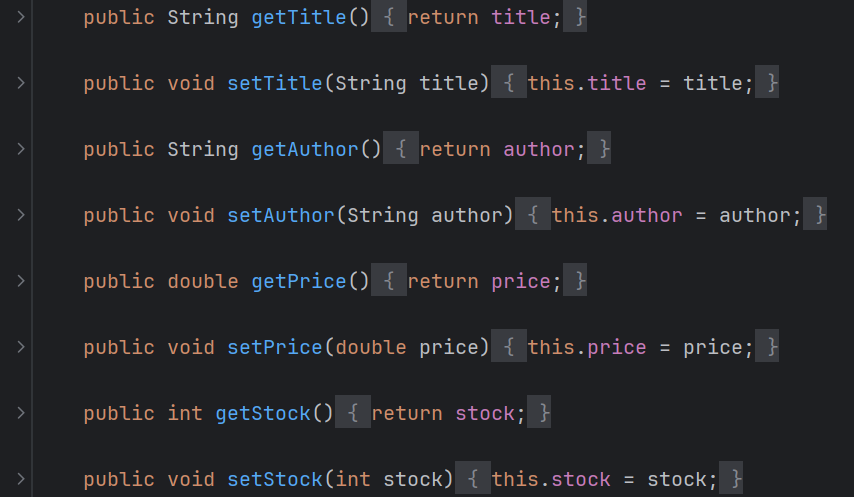 public String getTitle() { return title; }
public void setTitle(String title) { this.title = title; }
public String getAuthor() { return author; }
public void setAuthor(String author) { this.author = author; }
public double getPrice() { return price; }
public void setPrice(double price) { this.price = price; }
public int getStock() { return stock; }
public void setStock(int stock) { this.stock = stock; }